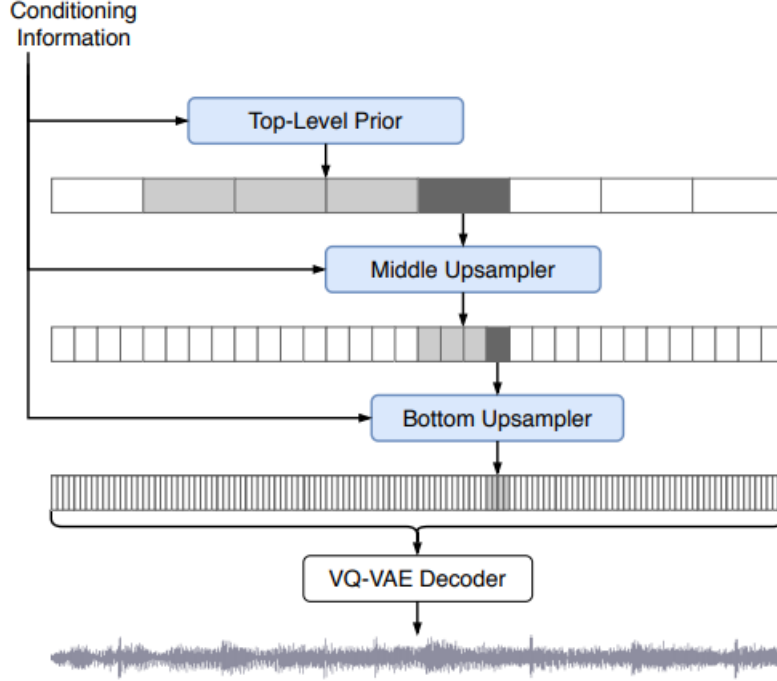 Conditioning
Information
Top-Level Prior
Middle Upsampler
Bottom Upsampler
VQ-VAE Decoder